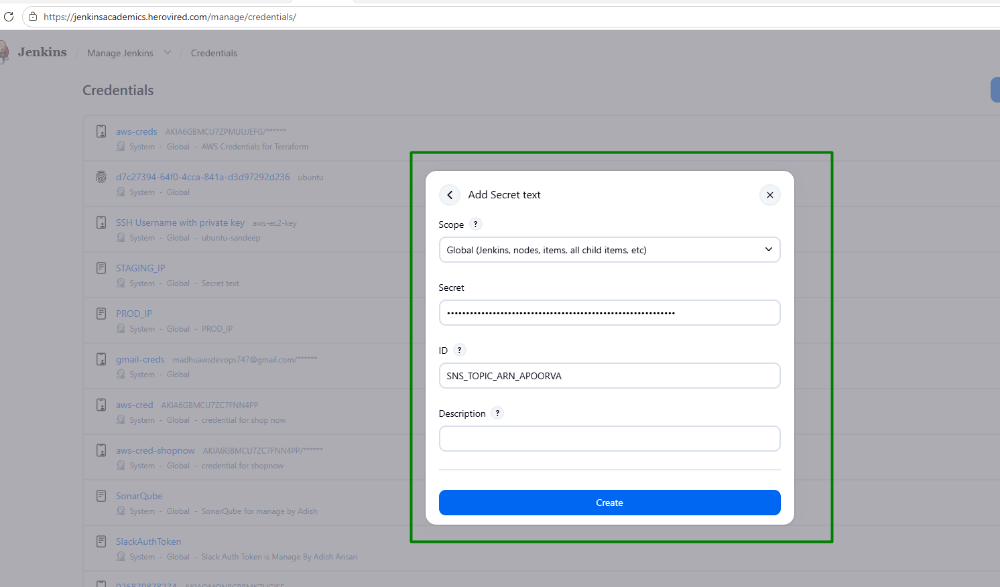 https://jenkinsacademics.herovired.com/manage/credentials/
Jenkins / Manage Jenkins / Credentials
Credentials
aws-creds AKIA6GBMCU7ZPMUUJEFG/******
System - Global - AWS Credentials for Terraform
d7c27394-64f0-4cca-841a-d3d97292d236 ubuntu
System - Global
SSH Username with private key aws-ec2-key
System - Global - ubuntu-sandeep
STAGING_IP
System - Global - Secret text
PROD_IP
System - Global - PROD_IP
gmail-creds madhuawsdevops747@gmail.com/******
System - Global
aws-cred AKIA6GBMCU7ZC7FNN4PP
System - Global - credential for shop now
aws-cred-shopnow AKIA6GBMCU7ZC7FNN4PP/******
System - Global - credential for shopnow
SonarQube
System - Global - SonarQube for manage by Adish
SlackAuthToken
System - Global - Slack Auth Token is Manage By Adish Ansari
Add Secret text
Scope ?
Global (Jenkins, nodes, items, all child items, etc)
Secret
ID ?
SNS_TOPIC_ARN_APOORVA
Description ?
Create